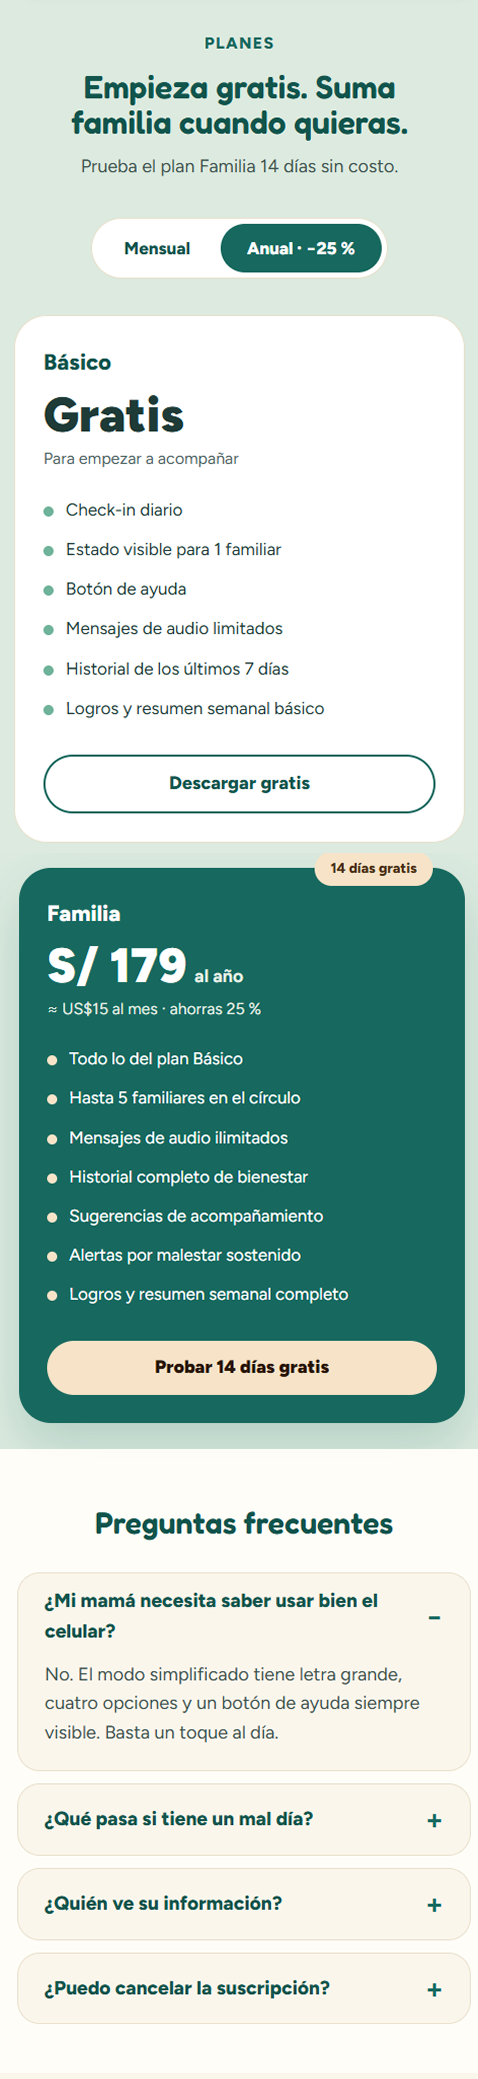 PLANES
Empieza gratis. Suma
familia cuando quieras.
Prueba el plan Familia 14 días sin costo.
Mensual
Anual · −25 %
Básico
Gratis
Para empezar a acompañar
Check-in diario
Estado visible para 1 familiar
Botón de ayuda
Mensajes de audio limitados
Historial de los últimos 7 días
Logros y resumen semanal básico
Descargar gratis
14 días gratis
Familia
S/ 179 al año
≈ US$15 al mes · ahorras 25 %
Todo lo del plan Básico
Hasta 5 familiares en el círculo
Mensajes de audio ilimitados
Historial completo de bienestar
Sugerencias de acompañamiento
Alertas por malestar sostenido
Logros y resumen semanal completo
Probar 14 días gratis
Preguntas frecuentes
¿Mi mamá necesita saber usar bien el
celular?
−
No. El modo simplificado tiene letra grande,
cuatro opciones y un botón de ayuda siempre
visible. Basta un toque al día.
¿Qué pasa si tiene un mal día? +
¿Quién ve su información? +
¿Puedo cancelar la suscripción? +